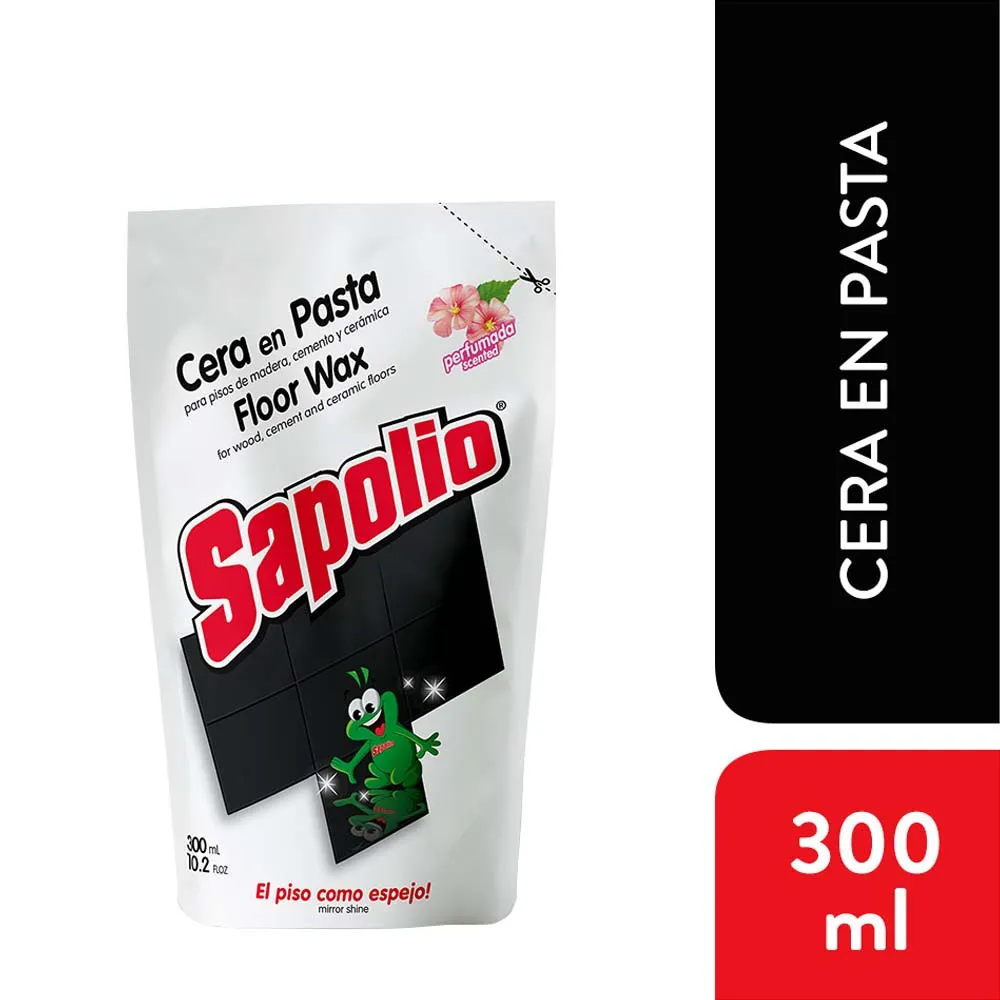 Cera en Pasta
para pisos de madera, cemento y cerámica
Floor Wax
for wood, cement and ceramic floors
perfumada
scented
Sapolio®
Sapolio
300 mL
10.2 FLOZ
El piso como espejo!
mirror shine
CERA EN PASTA
300
ml